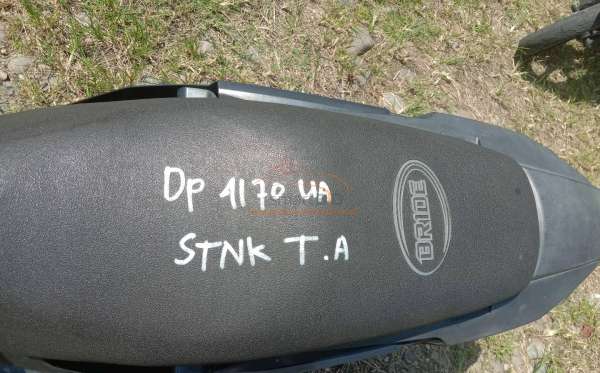 Dp 1170 UA
STNK T.A
BRIDE